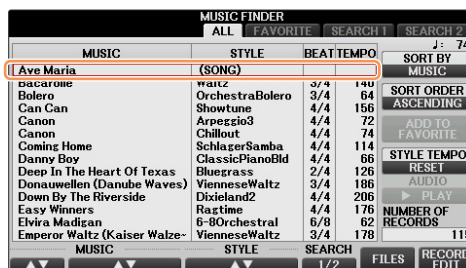 MUSIC FINDER
ALL FAVORITE SEARCH 1 SEARCH 2
MUSIC STYLE BEAT TEMPO
Ave Maria (SONG)
Bacarolle Waltz 3/4 140
Bolero OrchestraBolero 3/4 64
Can Can Showtune 4/4 156
Canon Arpeggio3 4/4 72
Canon Chillout 4/4 74
Coming Home SchlagerSamba 4/4 114
Danny Boy ClassicPianoBld 4/4 66
Deep In The Heart Of Texas Bluegrass 2/4 126
Donauwellen (Danube Waves) VienneseWaltz 3/4 186
Down By The Riverside Dixieland2 4/4 206
Easy Winners Ragtime 4/4 176
Elvira Madigan 6-8Orchestral 6/8 62
Emperor Waltz (Kaiser Walze~ VienneseWaltz 3/4 178
♩: 74
SORT BY
MUSIC
SORT ORDER
ASCENDING
ADD TO
FAVORITE
STYLE TEMPO
RESET
AUDIO
▶ PLAY
NUMBER OF
RECORDS
115
MUSIC STYLE SEARCH
▲▼ ▲▼ ▲▼ 1/2 FILES
RECORD
EDIT